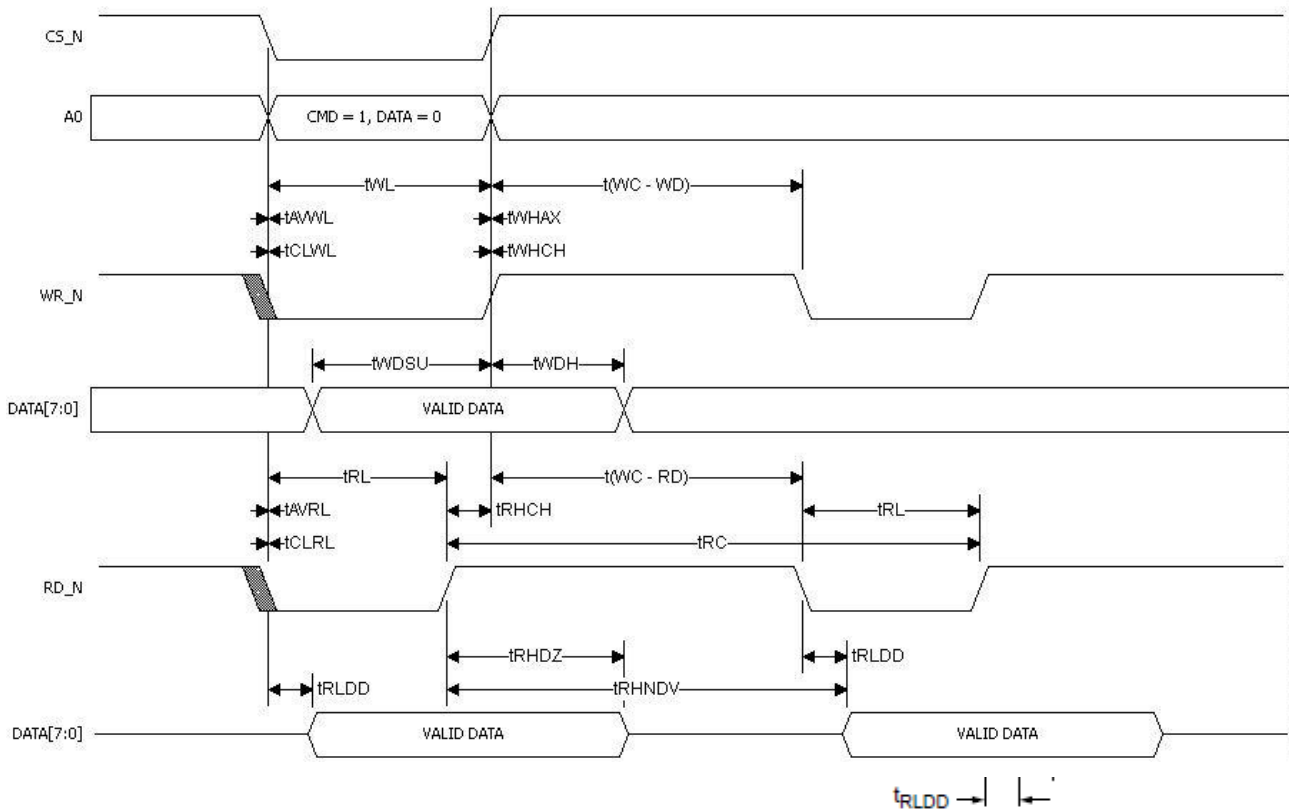 CS_N
A0
CMD = 1, DATA = 0
tWL
t(WC - WD)
tAVWL
tWHAX
tCLWL
tWHCH
WR_N
tWDSU
tWDH
DATA[7:0]
VALID DATA
tRL
t(WC - RD)
tAVRL
tRHCH
tRL
tCLRL
tRC
RD_N
tRHDZ
tRLDD
tRLDD
tRHNDV
DATA[7:0]
VALID DATA
VALID DATA
tRLDD